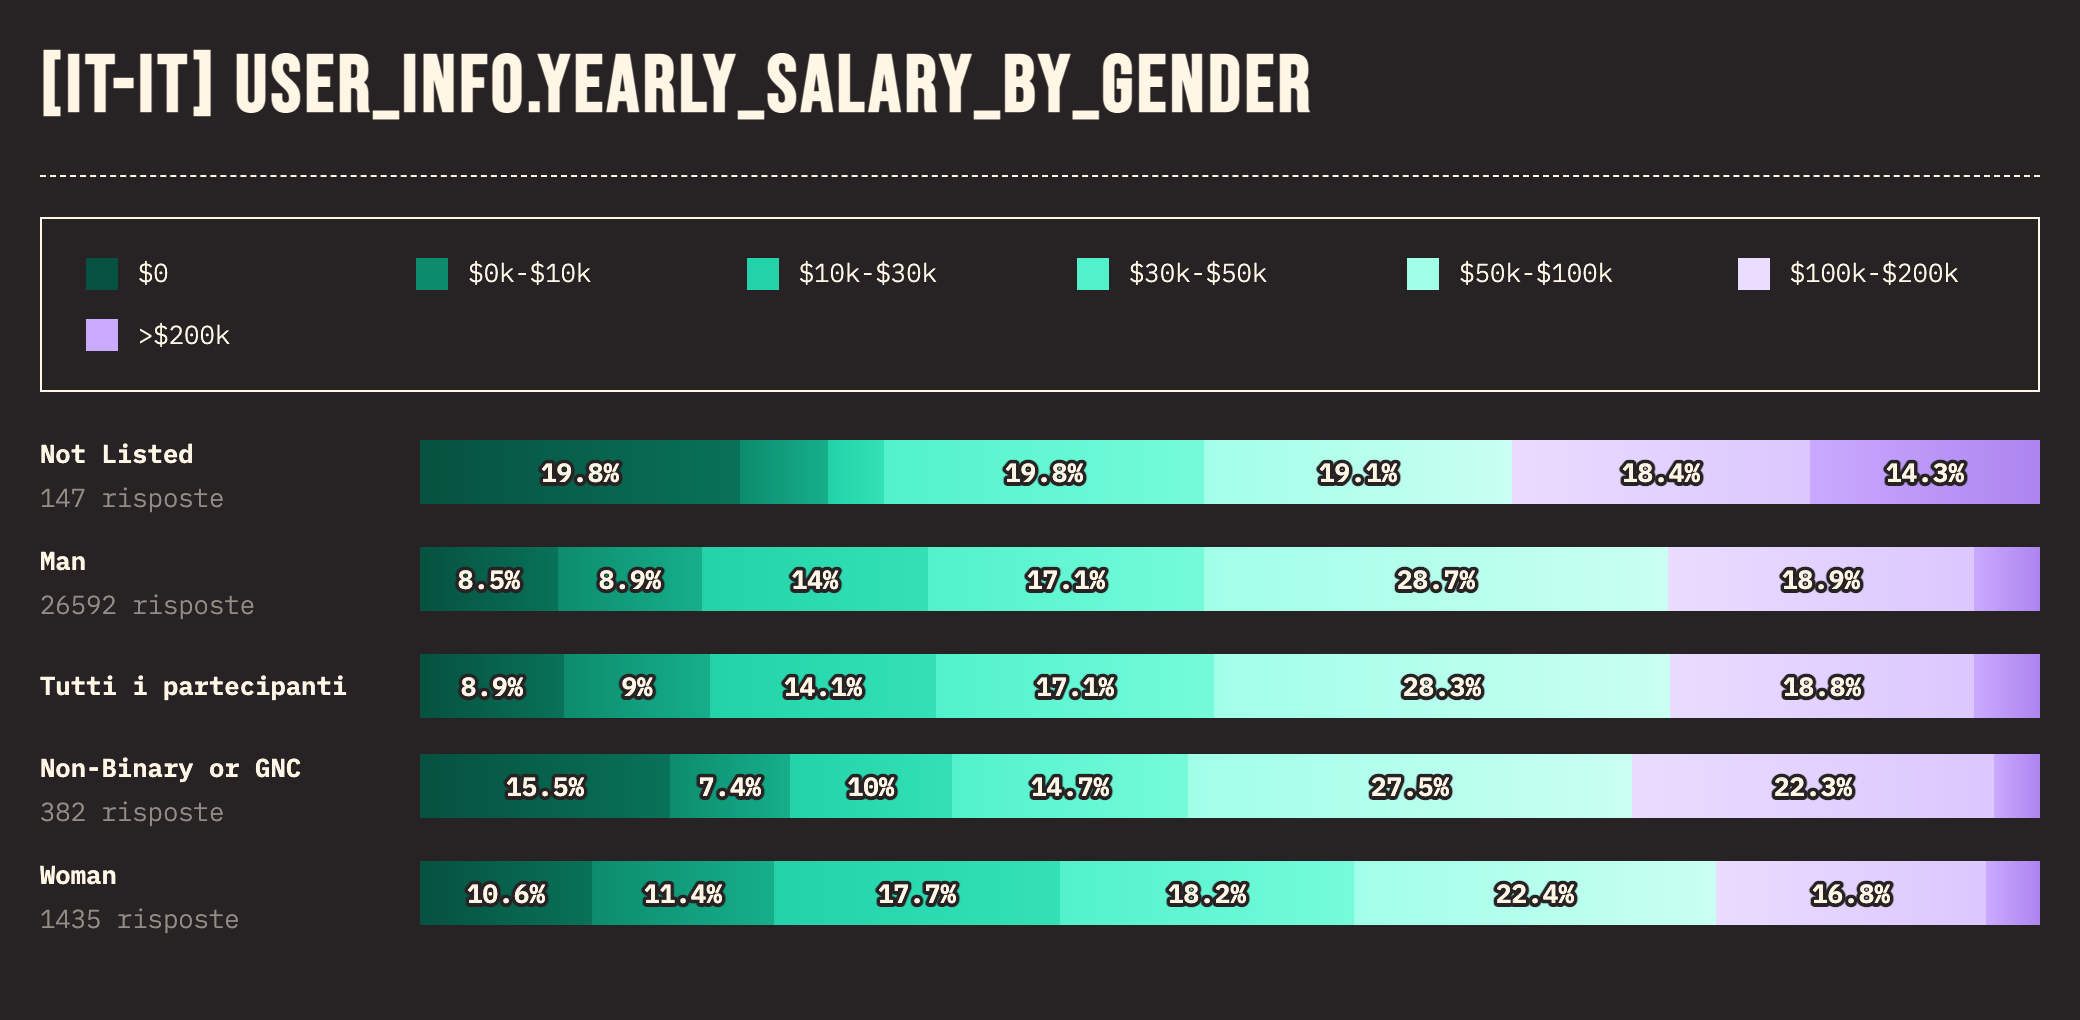 [IT-IT] USER_INFO.YEARLY_SALARY_BY_GENDER
$0 $0k-$10k $10k-$30k $30k-$50k $50k-$100k $100k-$200k
>$200k
Not Listed
147 risposte
19.8% 19.8% 19.1% 18.4% 14.3%
Man
26592 risposte
8.5% 8.9% 14% 17.1% 28.7% 18.9%
Tutti i partecipanti
8.9% 9% 14.1% 17.1% 28.3% 18.8%
Non-Binary or GNC
382 risposte
15.5% 7.4% 10% 14.7% 27.5% 22.3%
Woman
1435 risposte
10.6% 11.4% 17.7% 18.2% 22.4% 16.8%